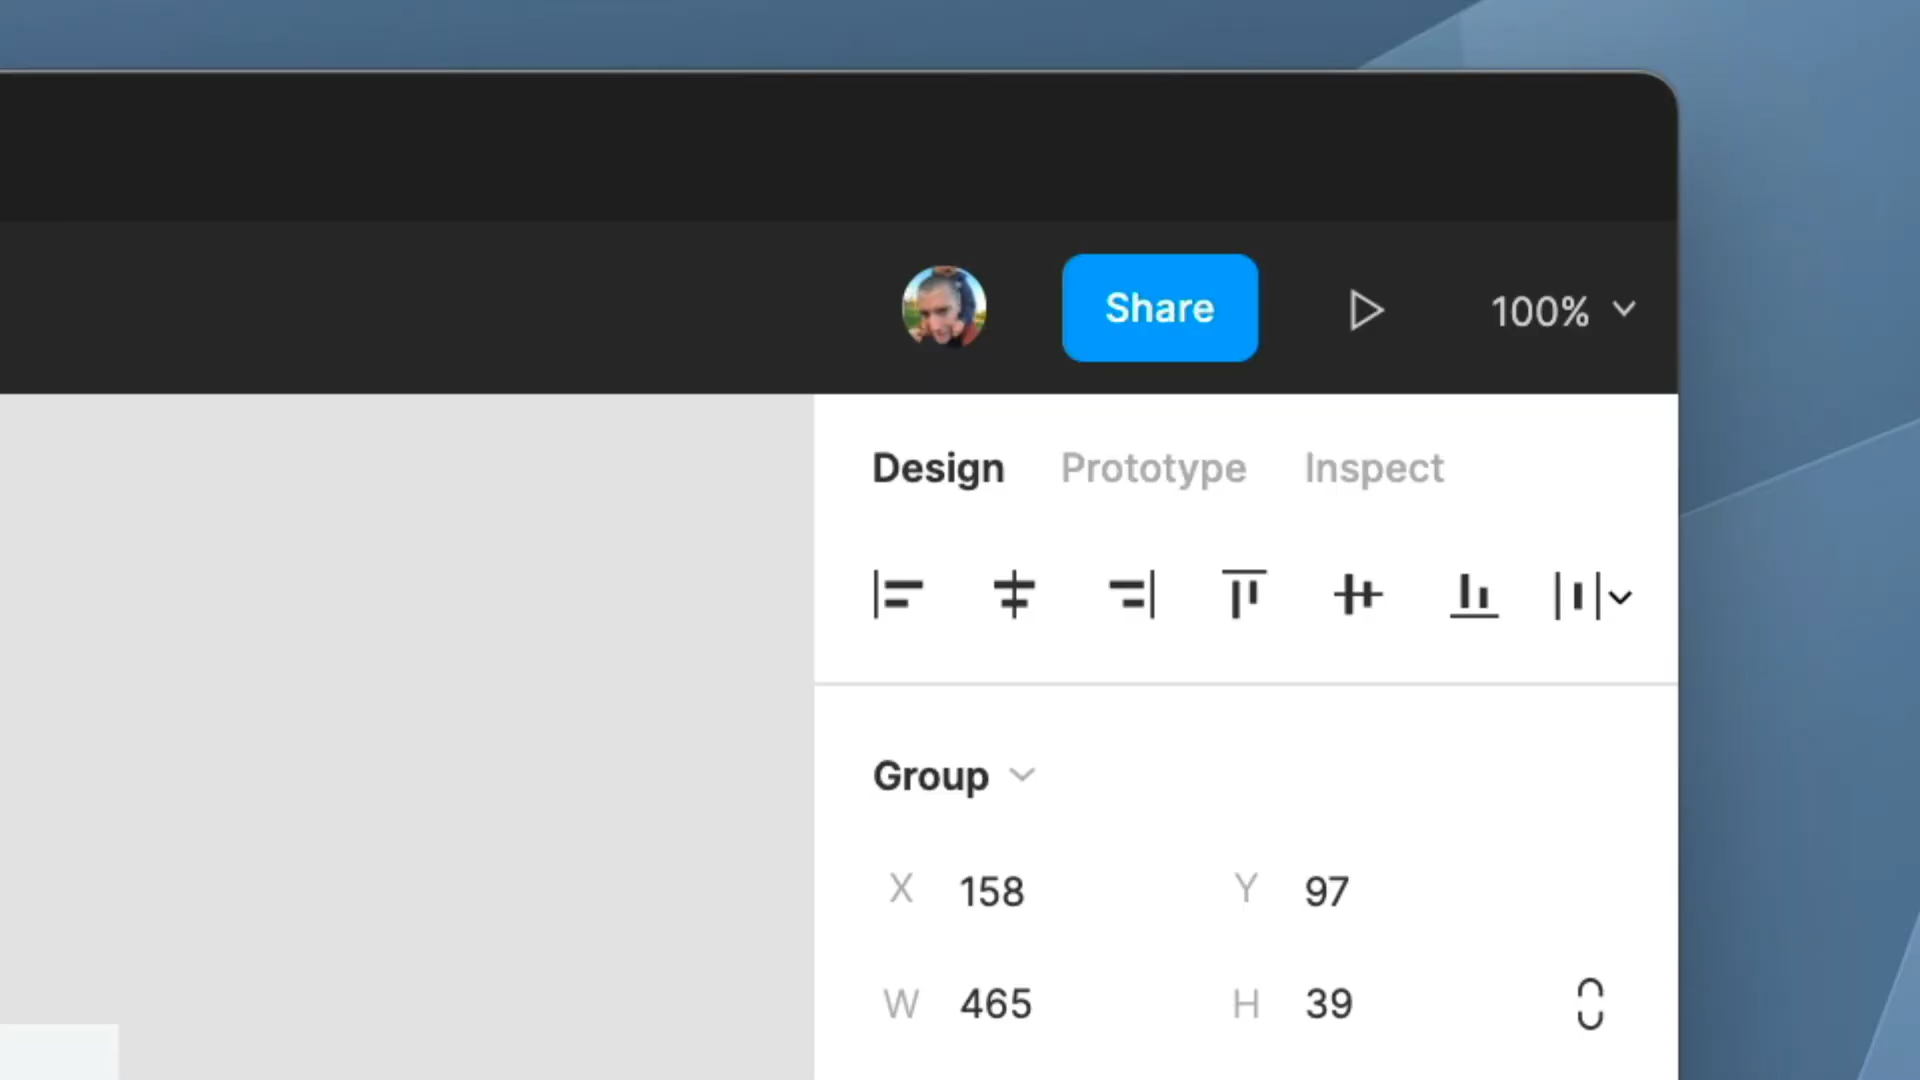 Share 100%
Design Prototype Inspect
Group
X 158 Y 97
W 465 H 39